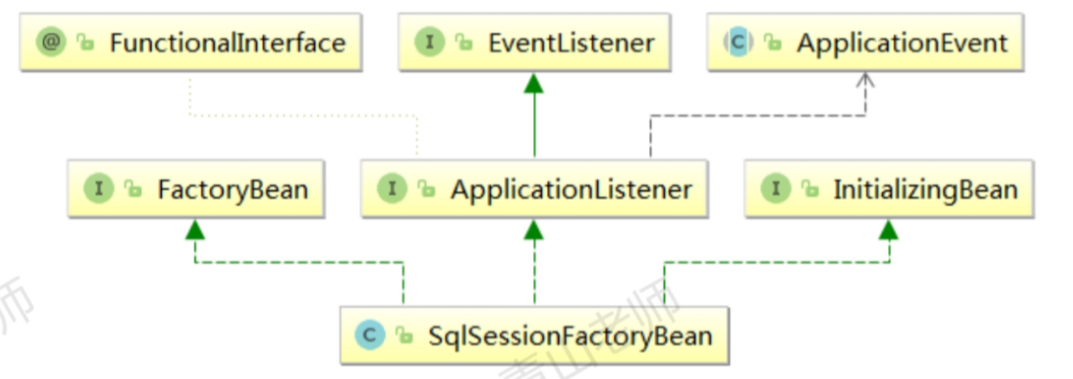 @ FunctionalInterface
I EventListener
C ApplicationEvent
I FactoryBean
I ApplicationListener
I InitializingBean
C SqlSessionFactoryBean
师
青山老师